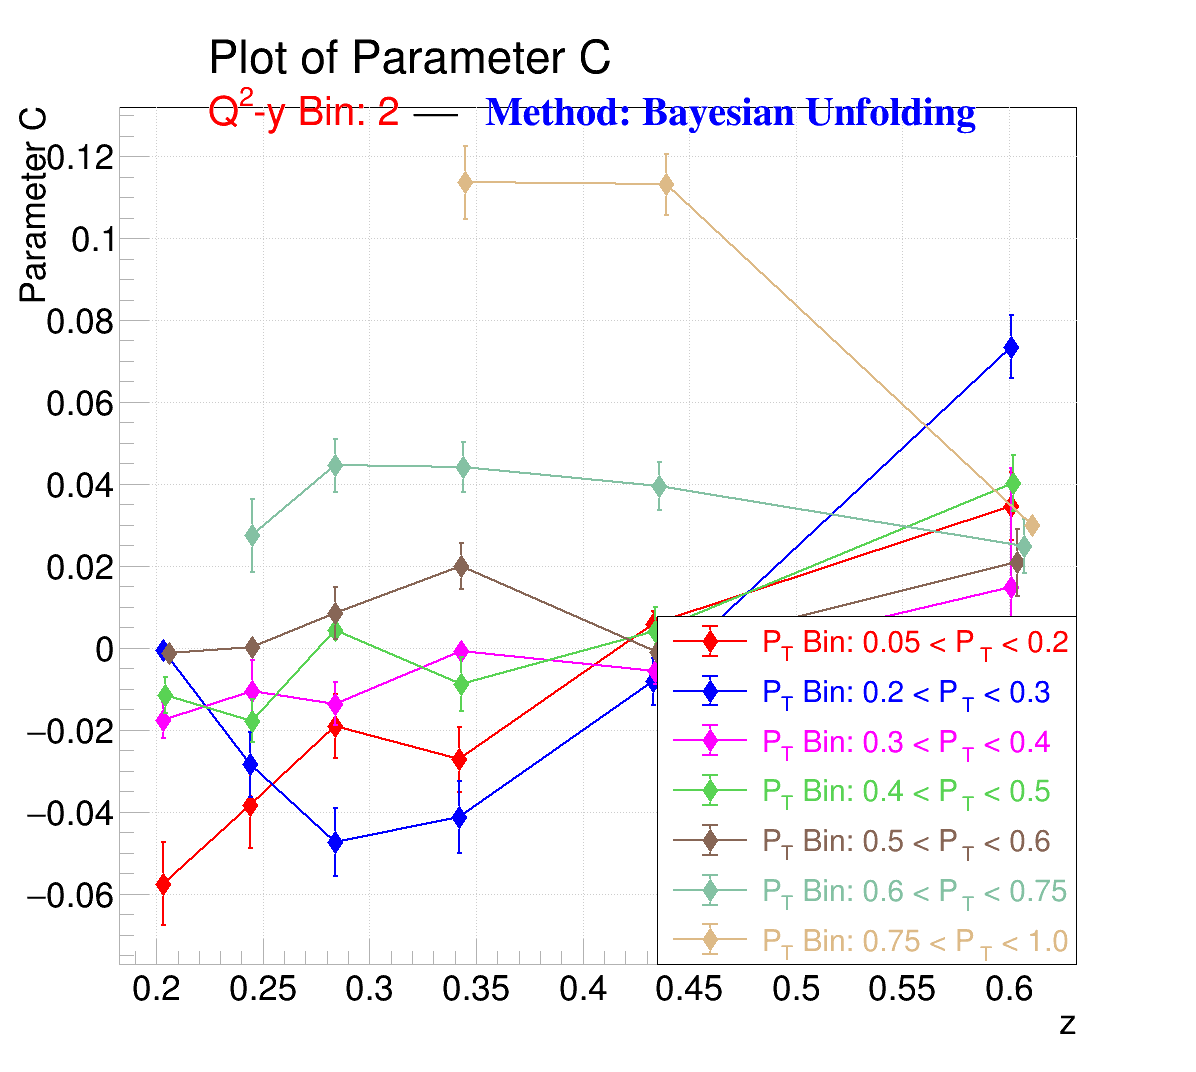 Plot of Parameter C
Q2-y Bin: 2 — Method: Bayesian Unfolding
Parameter C
0.12
0.1
0.08
0.06
0.04
0.02
0
−0.02
−0.04
−0.06
PT Bin: 0.05 < PT < 0.2
PT Bin: 0.2 < PT < 0.3
PT Bin: 0.3 < PT < 0.4
PT Bin: 0.4 < PT < 0.5
PT Bin: 0.5 < PT < 0.6
PT Bin: 0.6 < PT < 0.75
PT Bin: 0.75 < PT < 1.0
0.2 0.25 0.3 0.35 0.4 0.45 0.5 0.55 0.6
z